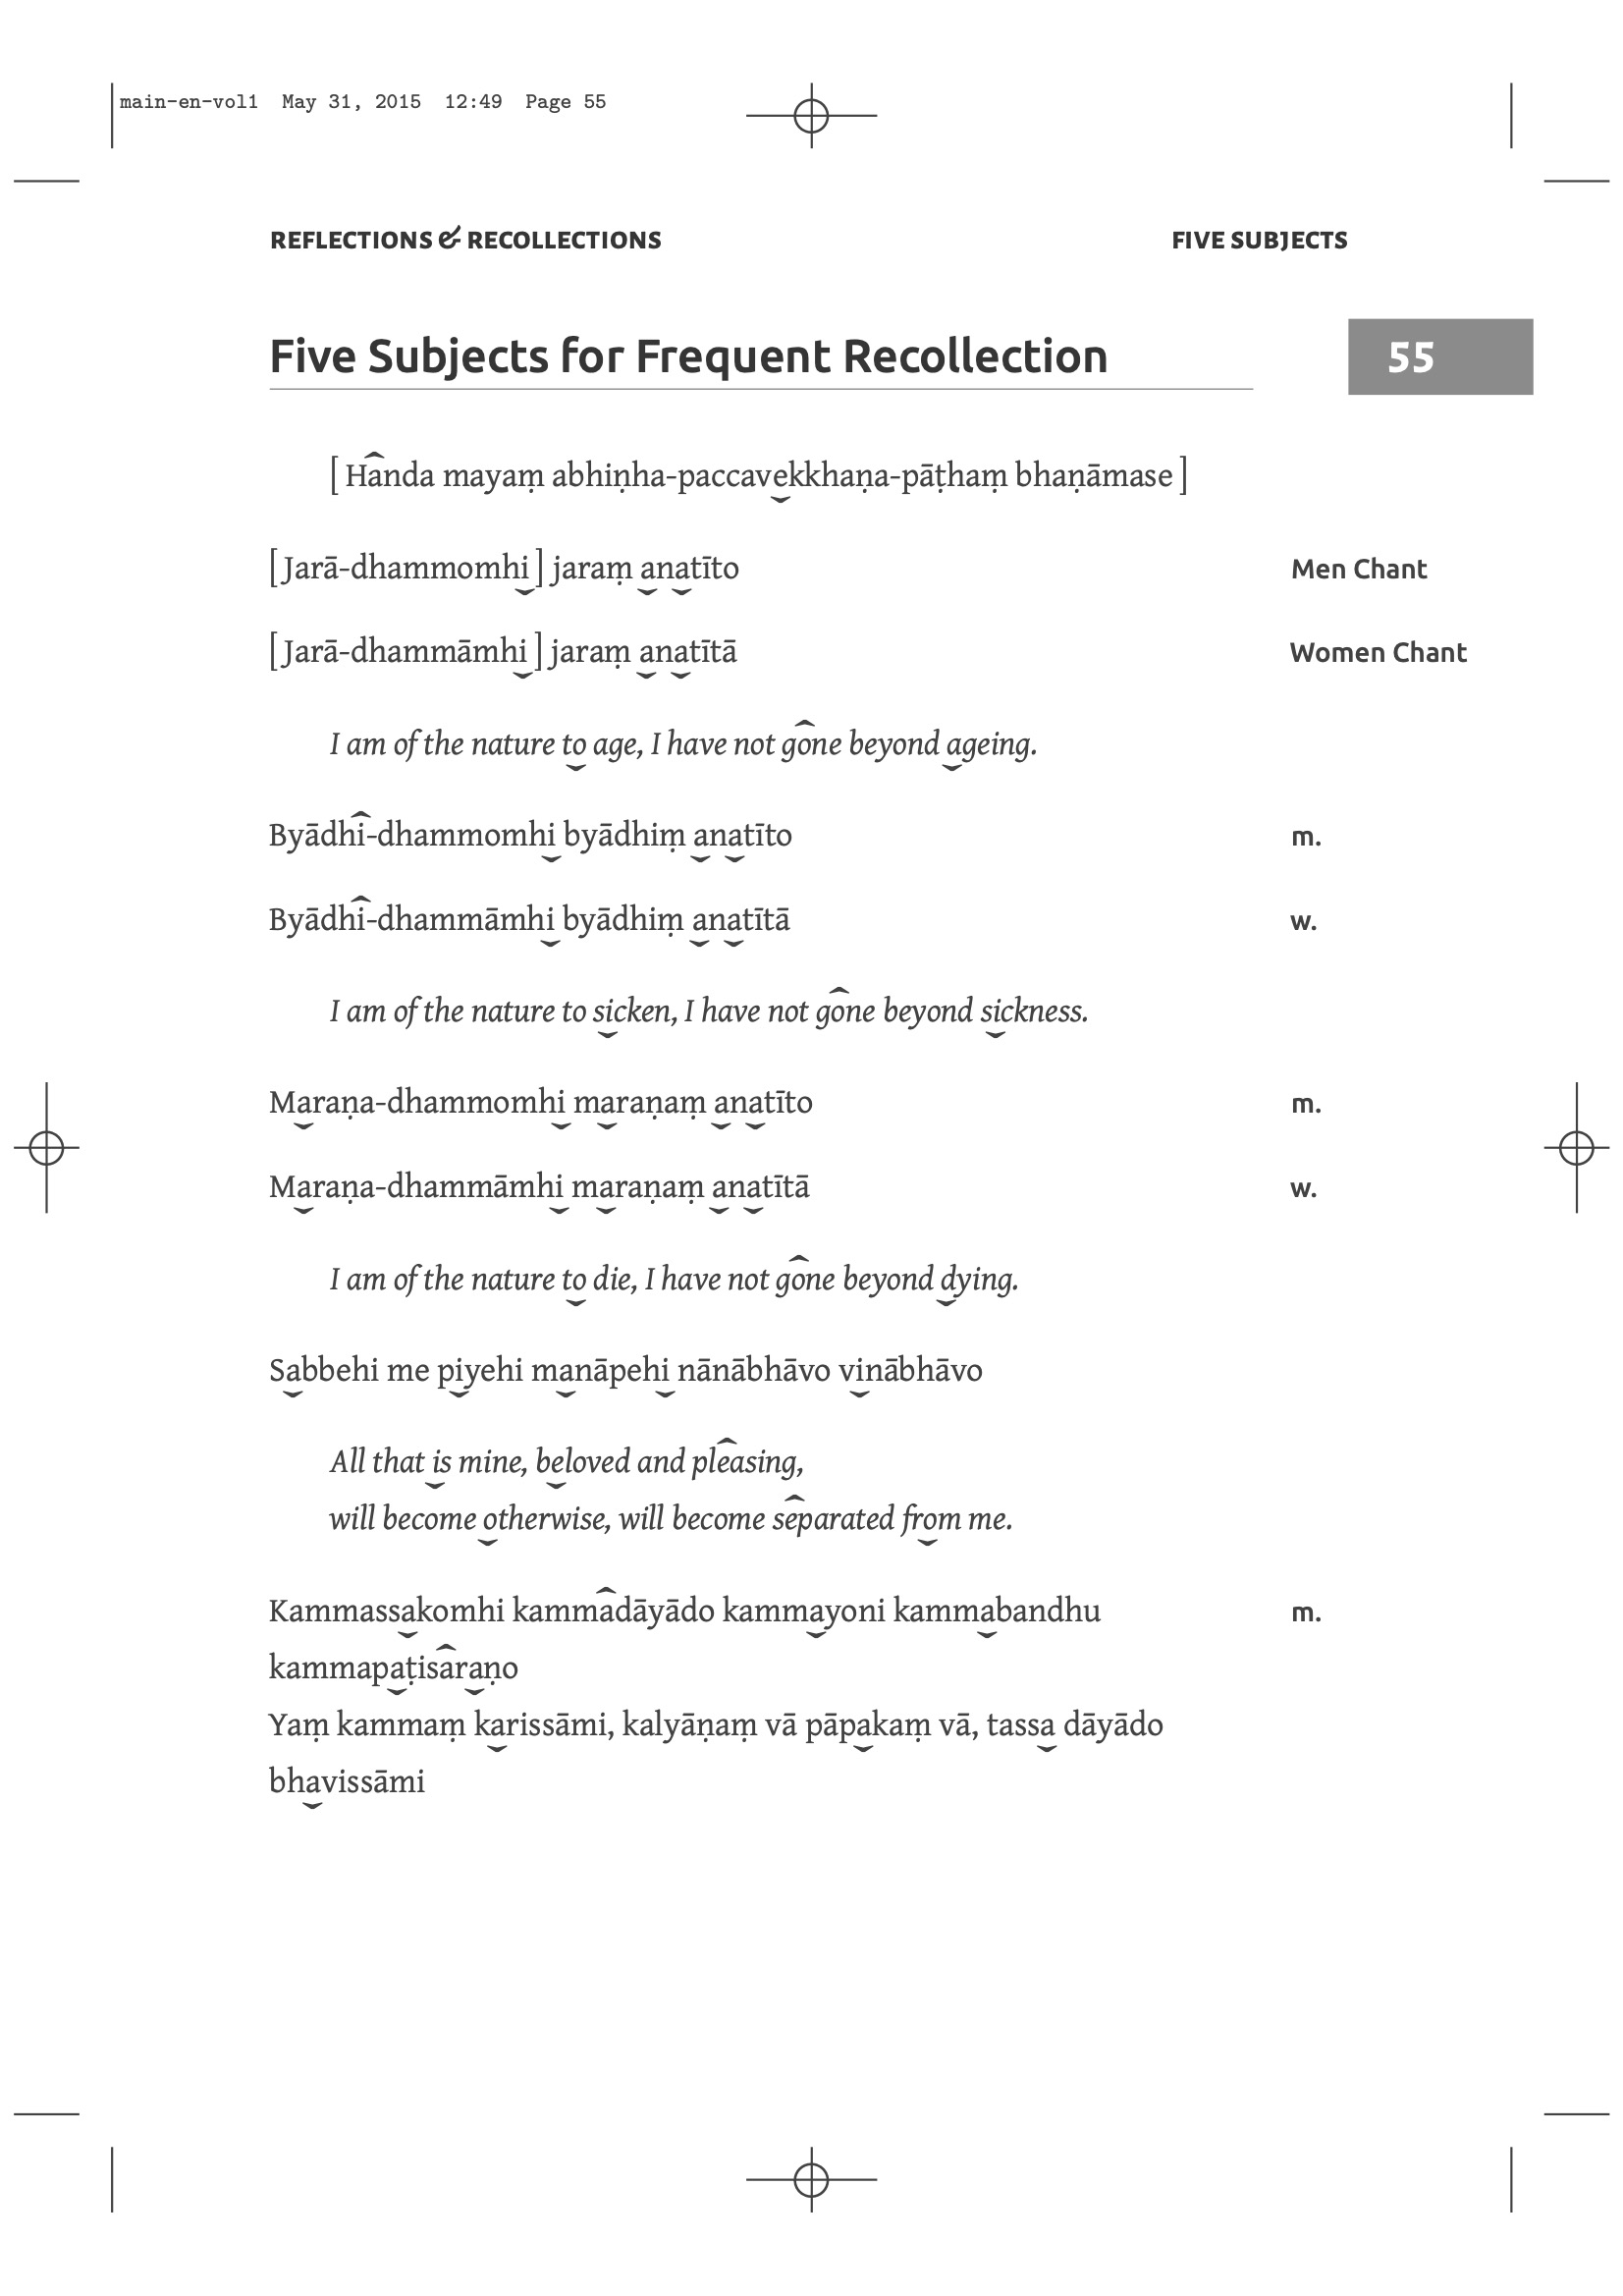 main-en-vol1 May 31, 2015 12:49 Page 55
REFLECTIONS & RECOLLECTIONS FIVE SUBJECTS
Five Subjects for Frequent Recollection 55
[ Handa mayaṃ abhiṇha-paccavekkhaṇa-pāṭhaṃ bhaṇāmase ]
[ Jarā-dhammomhi ] jaraṃ anatīto Men Chant
[ Jarā-dhammāmhi ] jaraṃ anatītā Women Chant
I am of the nature to age, I have not gone beyond ageing.
Byādhi-dhammomhi byādhiṃ anatīto m.
Byādhi-dhammāmhi byādhiṃ anatītā w.
I am of the nature to sicken, I have not gone beyond sickness.
Maraṇa-dhammomhi maraṇaṃ anatīto m.
Maraṇa-dhammāmhi maraṇaṃ anatītā w.
I am of the nature to die, I have not gone beyond dying.
Sabbehi me piyehi manāpehi nānābhāvo vinābhāvo
All that is mine, beloved and pleasing,
will become otherwise, will become separated from me.
Kammassakomhi kammadāyādo kammayoni kammabandhu m.
kammapaṭisaraṇo
Yaṃ kammaṃ karissāmi, kalyāṇaṃ vā pāpakaṃ vā, tassa dāyādo
bhavissāmi